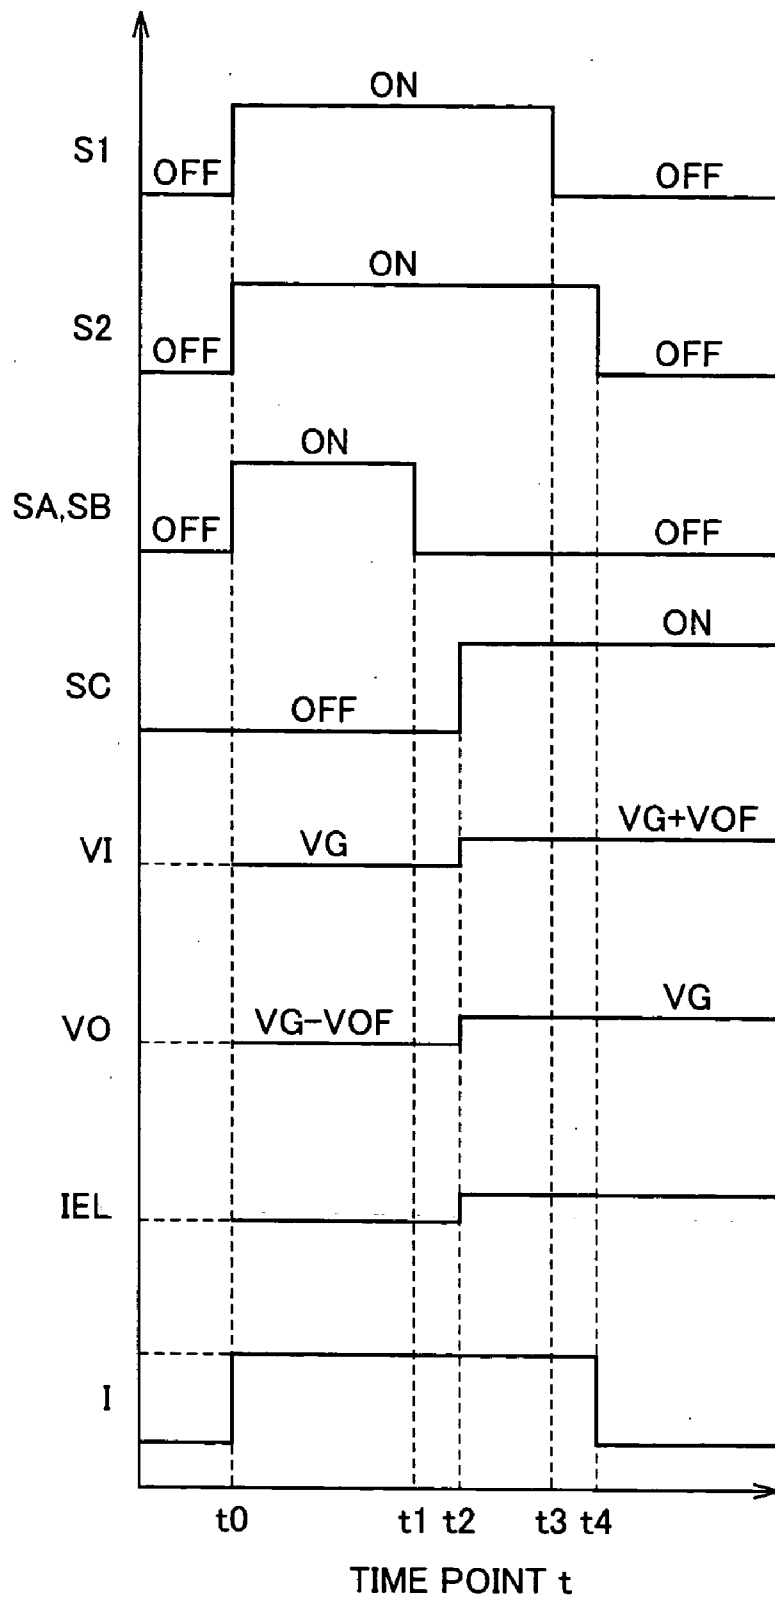 ON
S1
OFF
OFF
ON
S2
OFF
OFF
ON
SA,SB
OFF
OFF
ON
SC
OFF
VG+VOF
VI
VG
VG
VO
VG-VOF
IEL
I
t0 t1 t2 t3 t4
TIME POINT t